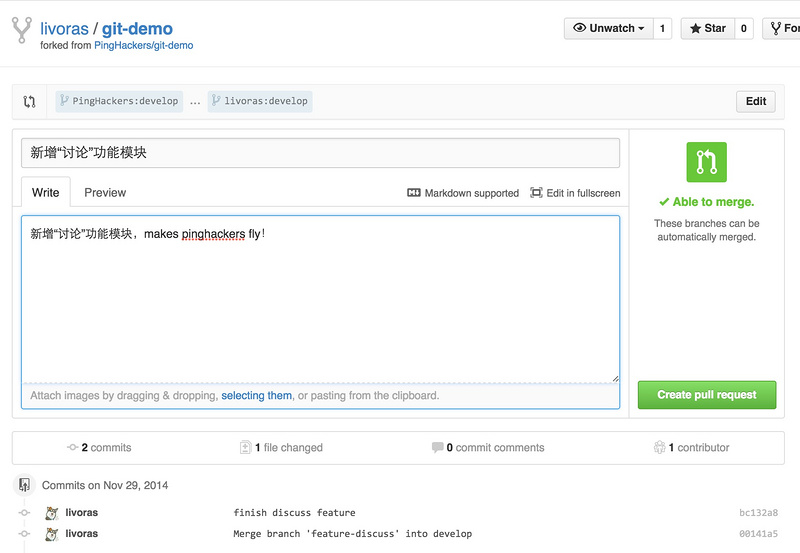 livoras / git-demo
forked from PingHackers/git-demo
Unwatch 1 Star 0
PingHackers:develop ... livoras:develop Edit
新增“讨论”功能模块
Write Preview Markdown supported Edit in fullscreen
新增“讨论”功能模块，makes pinghackers fly！
Able to merge.
These branches can be
automatically merged.
Attach images by dragging & dropping, selecting them, or pasting from the clipboard.
Create pull request
2 commits 1 file changed 0 commit comments 1 contributor
Commits on Nov 29, 2014
livoras finish discuss feature bc132a8
livoras Merge branch 'feature-discuss' into develop 00141a5